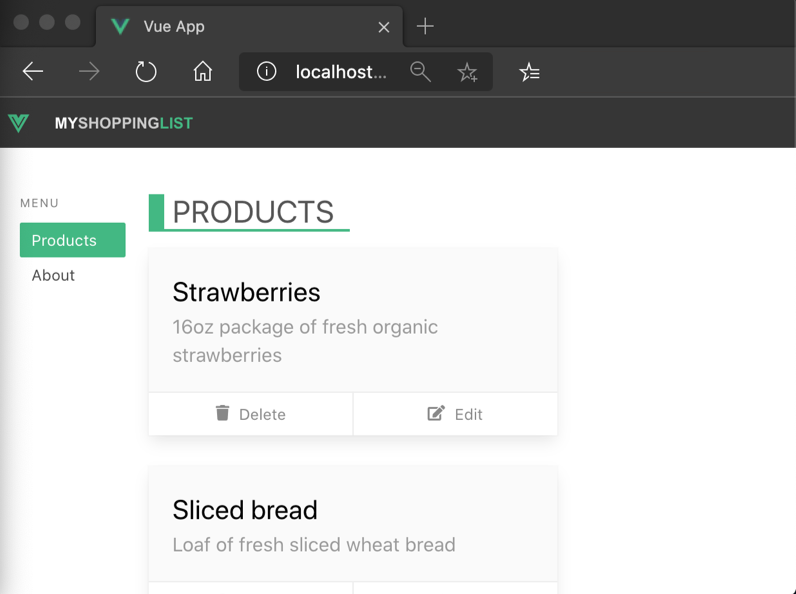 Vue App
localhost...
MYSHOPPINGLIST
MENU
Products
About
PRODUCTS
Strawberries
16oz package of fresh organic
strawberries
Delete
Edit
Sliced bread
Loaf of fresh sliced wheat bread